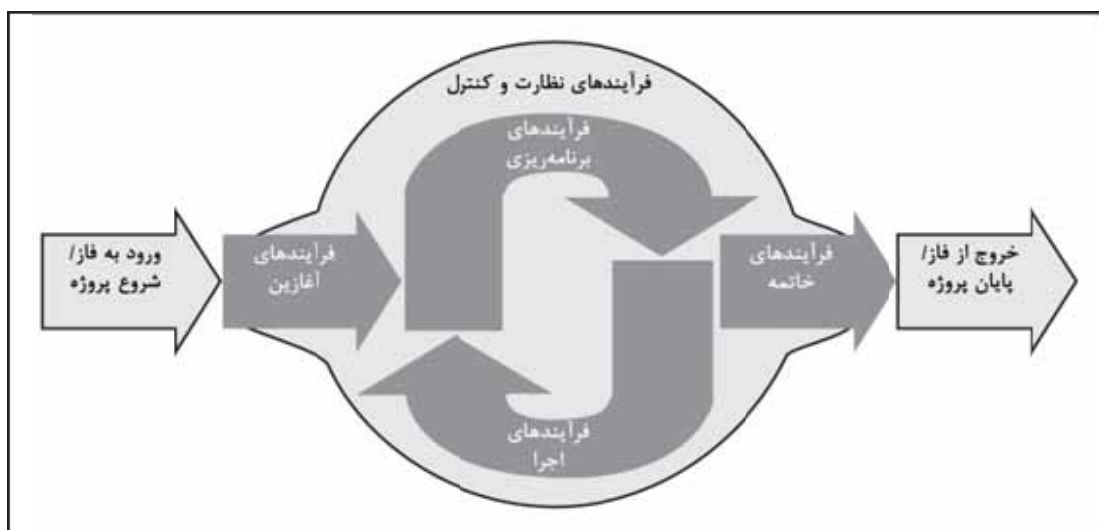 فرآیندهای نظارت و کنترل
فرآیندهای
برنامه‌ریزی
ورود به فاز/
شروع پروژه
فرآیندهای
آغازین
فرآیندهای
خاتمه
خروج از فاز/
پایان پروژه
فرآیندهای
اجرا